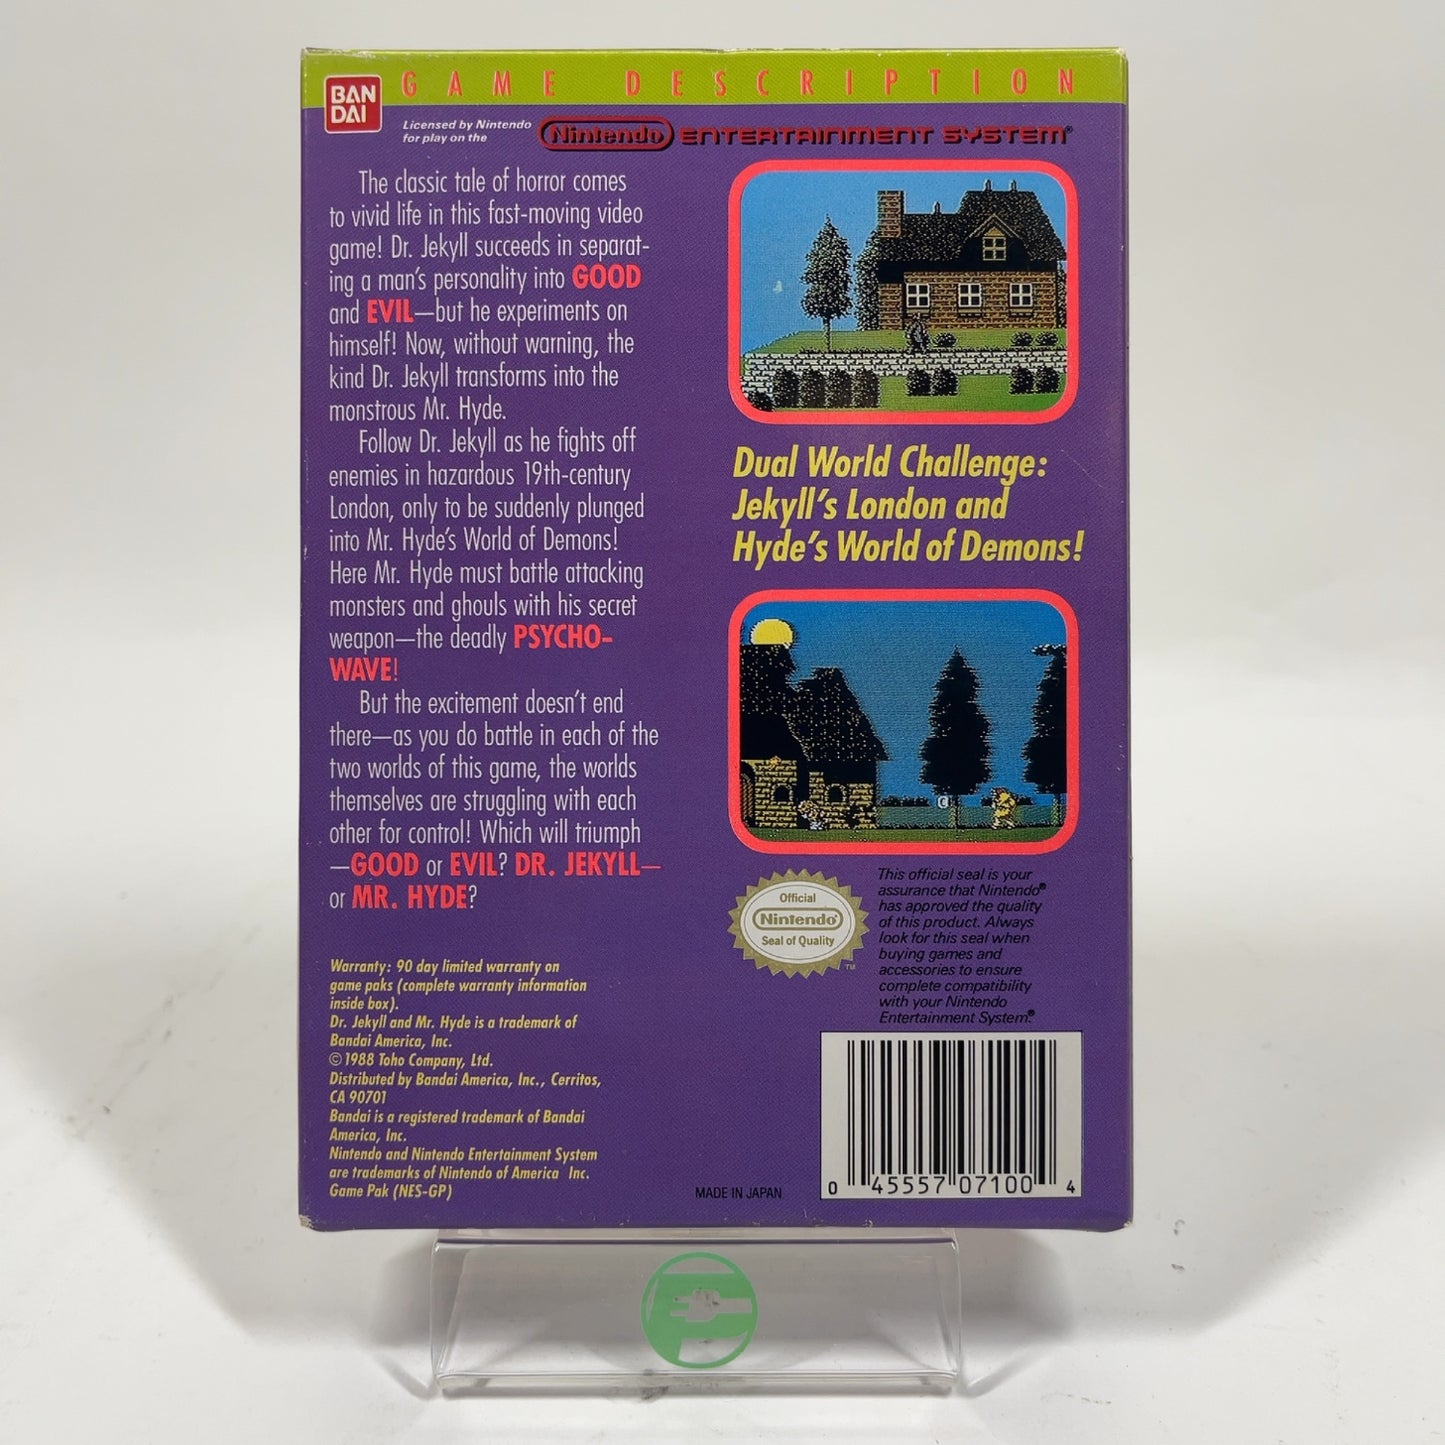 GAME DESCRIPTION
BAN
DAI
Licensed by Nintendo
for play on the
Nintendo ENTERTAINMENT SYSTEM®
The classic tale of horror comes
to vivid life in this fast-moving video
game! Dr. Jekyll succeeds in separat-
ing a man's personality into GOOD
and EVIL—but he experiments on
himself! Now, without warning, the
kind Dr. Jekyll transforms into the
monstrous Mr. Hyde.
Follow Dr. Jekyll as he fights off
enemies in hazardous 19th-century
London, only to be suddenly plunged
into Mr. Hyde's World of Demons!
Here Mr. Hyde must battle attacking
monsters and ghouls with his secret
weapon—the deadly PSYCHO-
WAVE!
But the excitement doesn't end
there—as you do battle in each of the
two worlds of this game, the worlds
themselves are struggling with each
other for control! Which will triumph
—GOOD or EVIL? DR. JEKYLL—
or MR. HYDE?
Warranty: 90 day limited warranty on
game paks (complete warranty information
inside box).
Dr. Jekyll and Mr. Hyde is a trademark of
Bandai America, Inc.
© 1988 Toho Company, Ltd.
Distributed by Bandai America, Inc., Cerritos,
CA 90701
Bandai is a registered trademark of Bandai
America, Inc.
Nintendo and Nintendo Entertainment System
are trademarks of Nintendo of America Inc.
Game Pak (NES-GP)
Dual World Challenge:
Jekyll's London and
Hyde's World of Demons!
C
Official
Nintendo®
Seal of Quality
TM
This official seal is your
assurance that Nintendo®
has approved the quality
of this product. Always
look for this seal when
buying games and
accessories to ensure
complete compatibility
with your Nintendo
Entertainment System.®
MADE IN JAPAN
0 45557 07100 4